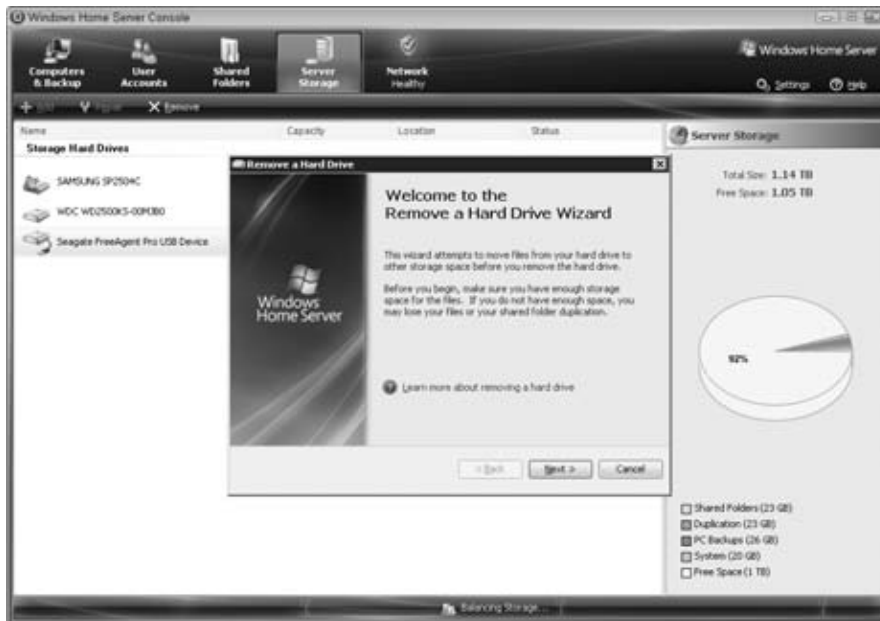 Windows Home Server Console
Computers & Backup
User Accounts
Shared Folders
Server Storage
Network Healthy
Windows Home Server
Settings
Help
Remove
Name Capacity Location Status
Storage Hard Drives
SAMSUNG SP2504C
WDC WD2500KS-00MJB0
Seagate FreeAgent Pro USB Device
Remove a Hard Drive
Windows
Home Server
Welcome to the
Remove a Hard Drive Wizard
This wizard attempts to move files from your hard drive to
other storage space before you remove the hard drive.
Before you begin, make sure you have enough storage
space for the files. If you do not have enough space, you
may lose your files or your shared folder duplication.
Learn more about removing a hard drive
< Back
Next >
Cancel
Server Storage
Total Size: 1.14 TB
Free Space: 1.05 TB
92%
Shared Folders (23 GB)
Duplication (23 GB)
PC Backups (26 GB)
System (20 GB)
Free Space (1 TB)
Balancing Storage...